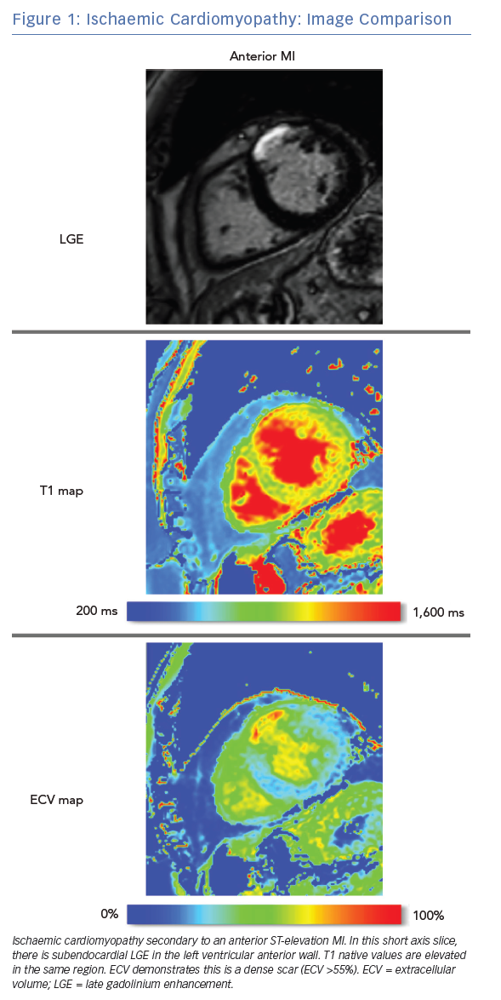 Figure 1: Ischaemic Cardiomyopathy: Image Comparison
Anterior MI
LGE
T1 map
200 ms
1,600 ms
ECV map
0%
100%
Ischaemic cardiomyopathy secondary to an anterior ST-elevation MI. In this short axis slice,
there is subendocardial LGE in the left ventricular anterior wall. T1 native values are elevated
in the same region. ECV demonstrates this is a dense scar (ECV >55%). ECV = extracellular
volume; LGE = late gadolinium enhancement.